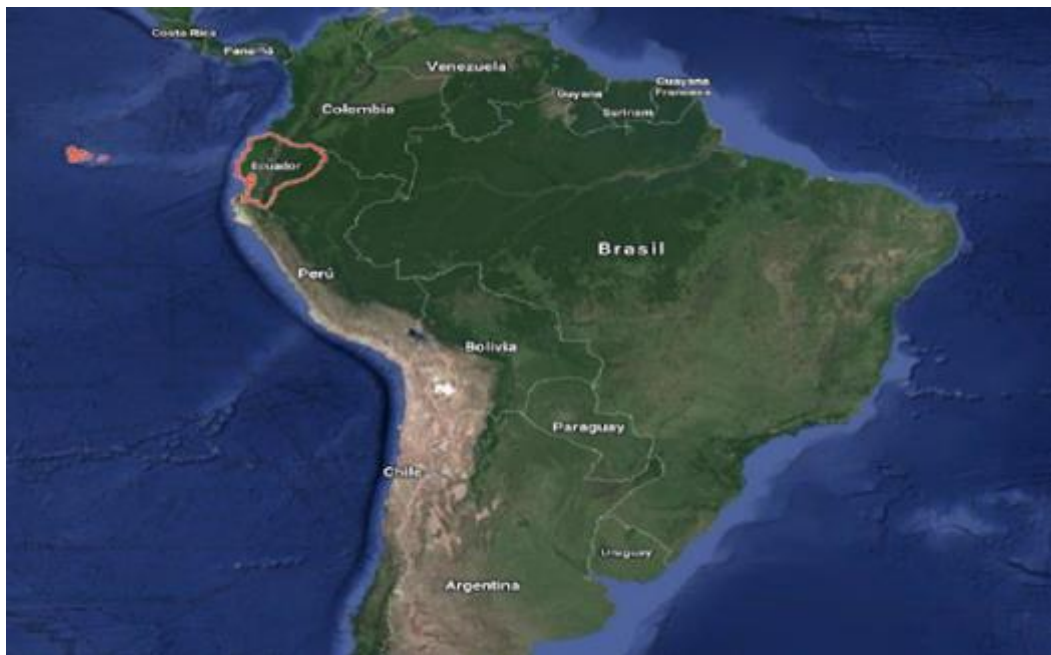 Costa Rica
Panamá
Venezuela
Colombia
Guyana
Surinam
Guayana
Francesa
Ecuador
Brasil
Perú
Bolivia
Paraguay
Chile
Uruguay
Argentina